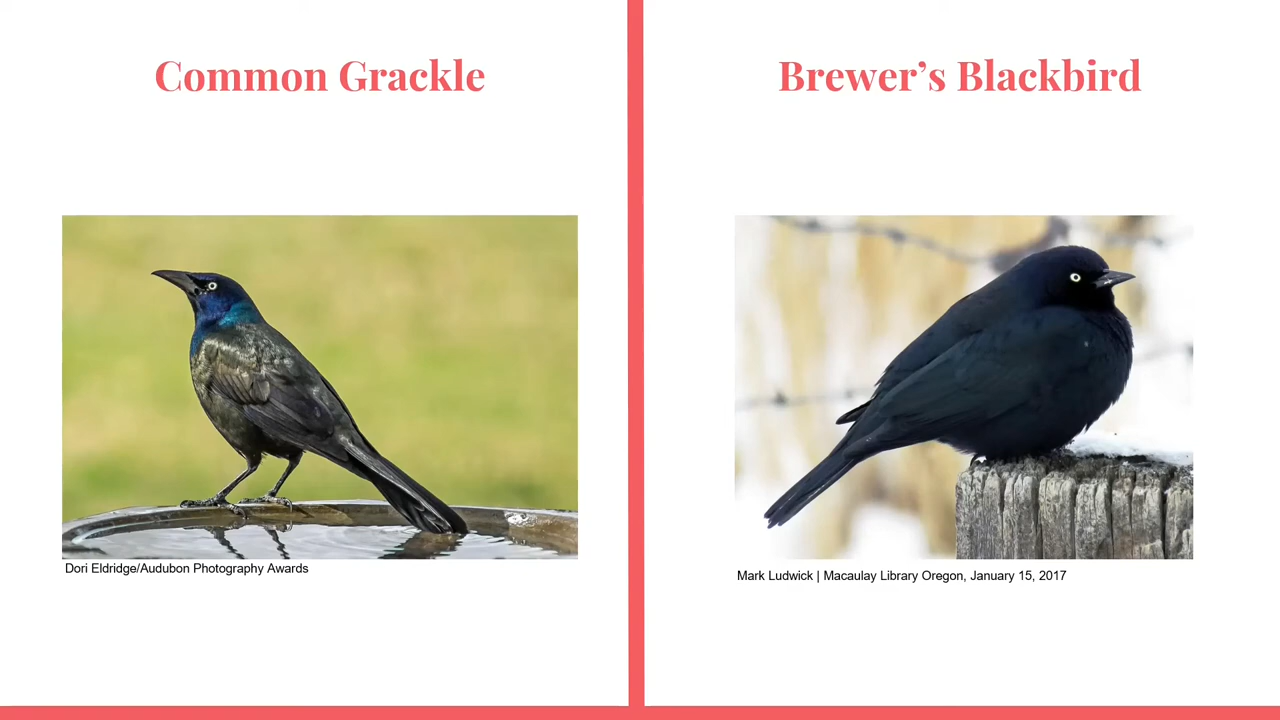 Common Grackle
Brewer’s Blackbird
Dori Eldridge/Audubon Photography Awards
Mark Ludwick | Macaulay Library Oregon, January 15, 2017